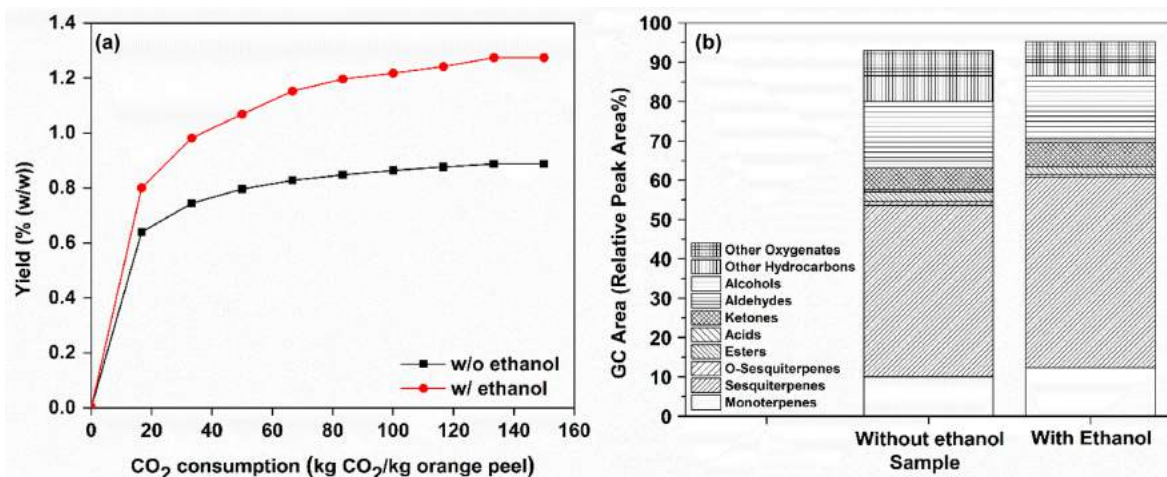 (a)
1.4
1.2
1.0
0.8
0.6
0.4
0.2
0.0
Yield (% (w/w))
w/o ethanol
w/ ethanol
0 20 40 60 80 100 120 140 160
CO₂ consumption (kg CO₂/kg orange peel)
(b)
100
90
80
70
60
50
40
30
20
10
0
GC Area (Relative Peak Area%)
Other Oxygenates
Other Hydrocarbons
Alcohols
Aldehydes
Ketones
Acids
Esters
O-Sesquiterpenes
Sesquiterpenes
Monoterpenes
Without ethanol With Ethanol
Sample